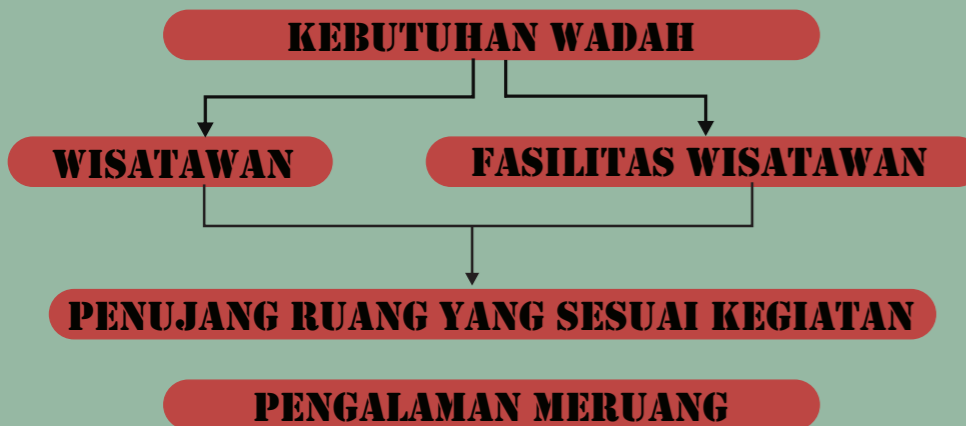 KEBUTUHAN WADAH
WISATAWAN
FASILITAS WISATAWAN
PENUJANG RUANG YANG SESUAI KEGIATAN
PENGALAMAN MERUANG